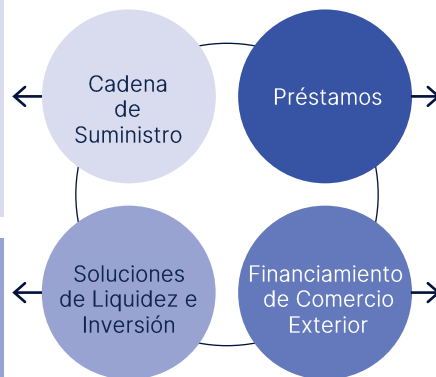 Cadena
de
Suministro
Préstamos
Soluciones
de Liquidez e
Inversión
Financiamiento
de Comercio
Exterior